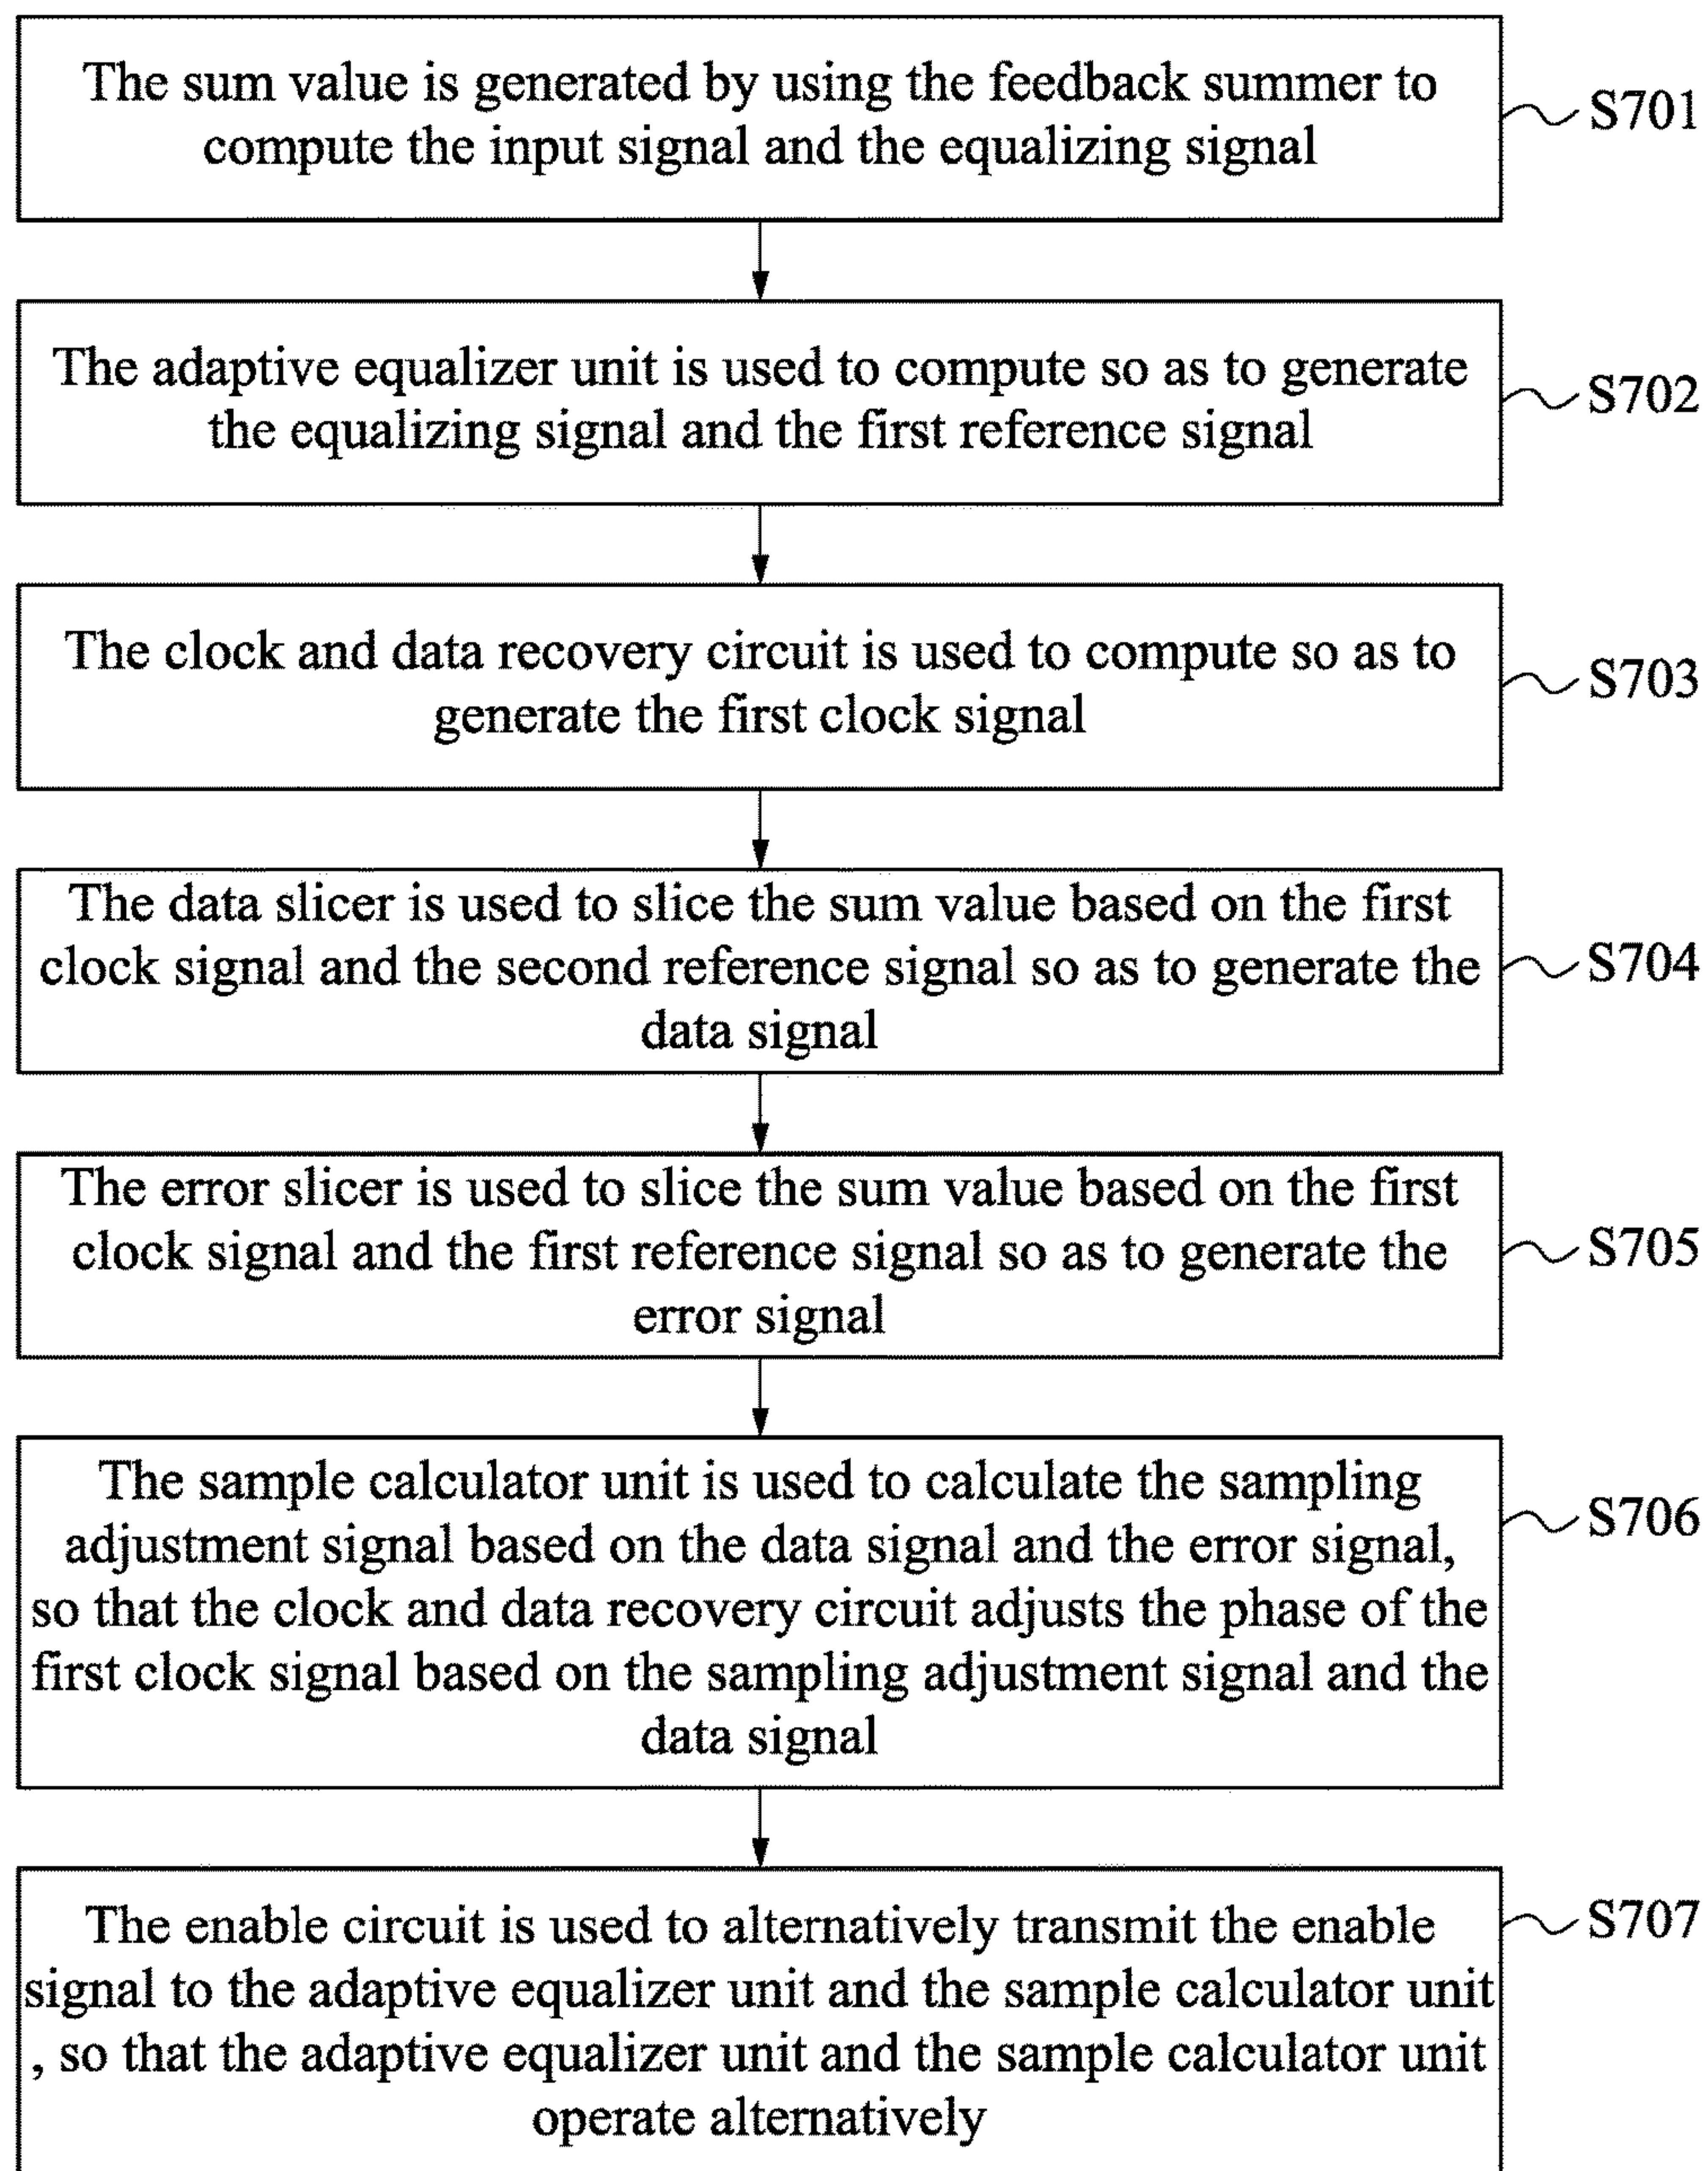 The sum value is generated by using the feedback summer to
compute the input signal and the equalizing signal
S701
The adaptive equalizer unit is used to compute so as to generate
the equalizing signal and the first reference signal
S702
The clock and data recovery circuit is used to compute so as to
generate the first clock signal
S703
The data slicer is used to slice the sum value based on the first
clock signal and the second reference signal so as to generate the
data signal
S704
The error slicer is used to slice the sum value based on the first
clock signal and the first reference signal so as to generate the
error signal
S705
The sample calculator unit is used to calculate the sampling
adjustment signal based on the data signal and the error signal,
so that the clock and data recovery circuit adjusts the phase of the
first clock signal based on the sampling adjustment signal and the
data signal
S706
The enable circuit is used to alternatively transmit the enable
signal to the adaptive equalizer unit and the sample calculator unit
, so that the adaptive equalizer unit and the sample calculator unit
operate alternatively
S707